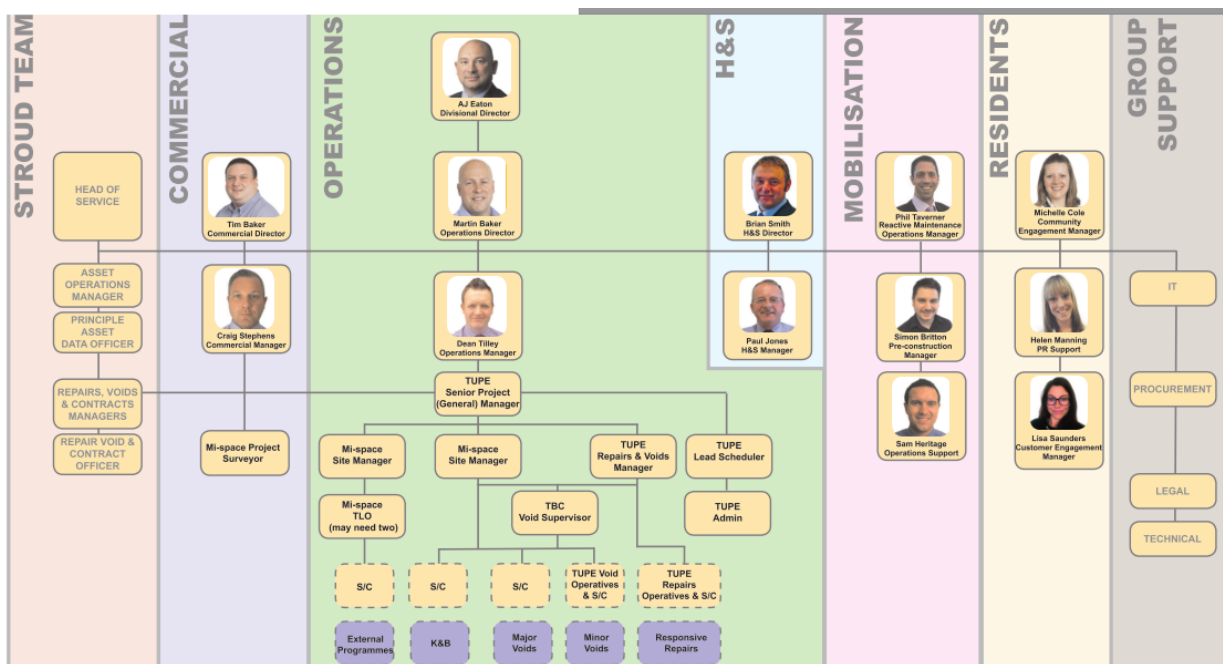 STROUD TEAM
HEAD OF
SERVICE
ASSET
OPERATIONS
MANAGER
PRINCIPLE
ASSET
DATA OFFICER
REPAIRS, VOIDS
& CONTRACTS
MANAGERS
REPAIR VOID &
CONTRACT
OFFICER
COMMERCIAL
Tim Baker
Commercial Director
Craig Stephens
Commercial Manager
Mi-space Project
Surveyor
OPERATIONS
AJ Eaton
Divisional Director
Martin Baker
Operations Director
Dean Tilley
Operations Manager
TUPE
Senior Project
(General) Manager
Mi-space
Site Manager
Mi-space
Site Manager
TUPE
Repairs & Voids
Manager
TUPE
Lead Scheduler
Mi-space
TLO
(may need two)
TBC
Void Supervisor
TUPE
Admin
S/C
S/C
S/C
TUPE Void
Operatives
& S/C
TUPE
Repairs
Operatives & S/C
External
Programmes
K&B
Major
Voids
Minor
Voids
Responsive
Repairs
H&S
Brian Smith
H&S Director
Paul Jones
H&S Manager
MOBILISATION
Phil Taverner
Reactive Maintenance
Operations Manager
Simon Britton
Pre-construction
Manager
Sam Heritage
Operations Support
RESIDENTS
Michelle Cole
Community
Engagement Manager
Helen Manning
PR Support
Lisa Saunders
Customer Engagement
Manager
GROUP
SUPPORT
IT
PROCUREMENT
LEGAL
TECHNICAL